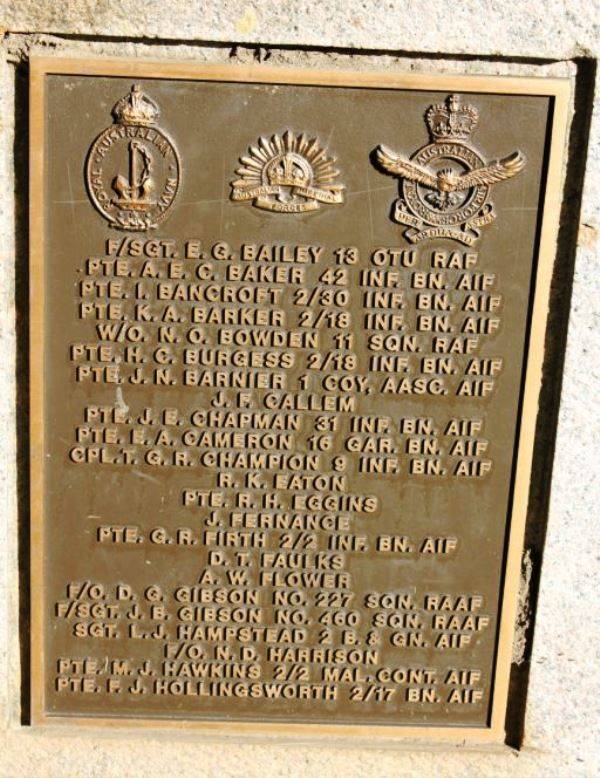 ROYAL AUSTRALIAN NAVY
AUSTRALIAN IMPERIAL
FORCES
AUSTRALIAN
PER ARDUA AD ASTRA
F/SGT. E. G. BAILEY 13 OTU RAF
PTE. A. E. C. BAKER 42 INF. BN. AIF
PTE. I. BANCROFT 2/30 INF. BN. AIF
PTE. K. A. BARKER 2/18 INF. BN. AIF
W/O. N. O. BOWDEN 11 SQN. RAF
PTE. H. C. BURGESS 2/18 INF. BN. AIF
PTE. J. N. BARNIER 1 COY, AASC. AIF
J. F. CALLEM
PTE. J. E. CHAPMAN 31 INF. BN. AIF
PTE. E. A. CAMERON 16 GAR. BN. AIF
CPL. T. G. R. CHAMPION 9 INF. BN. AIF
R. K. EATON
PTE. R. H. EGGINS
J. FERNANCE
PTE. G. R. FIRTH 2/2 INF. BN. AIF
D. T. FAULKS
A. W. FLOWER
F/O. D. G. GIBSON NO. 227 SQN. RAAF
F/SGT. J. B. GIBSON NO. 460 SQN. RAAF
SGT. L. J. HAMPSTEAD 2 B. & GN. AIF
F/O. N. D. HARRISON
PTE. M. J. HAWKINS 2/2 MAL. CONT. AIF
PTE. F. J. HOLLINGSWORTH 2/17 BN. AIF